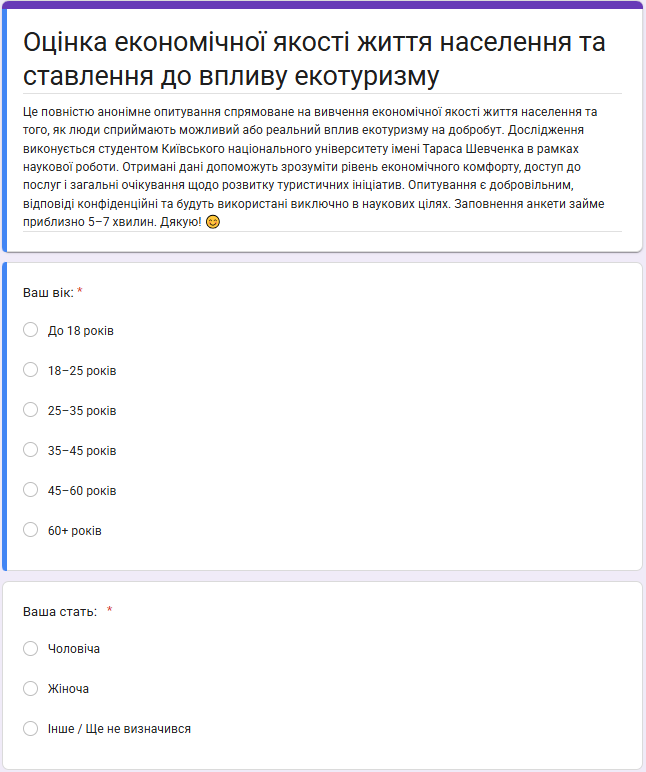 Оцінка економічної якості життя населення та
ставлення до впливу екотуризму
Це повністю анонімне опитування спрямоване на вивчення економічної якості життя населення та
того, як люди сприймають можливий або реальний вплив екотуризму на добробут. Дослідження
виконується студентом Київського національного університету імені Тараса Шевченка в рамках
наукової роботи. Отримані дані допоможуть зрозуміти рівень економічного комфорту, доступ до
послуг і загальні очікування щодо розвитку туристичних ініціатив. Опитування є добровільним,
відповіді конфіденційні та будуть використані виключно в наукових цілях. Заповнення анкети займе
приблизно 5–7 хвилин. Дякую! 😊
Ваш вік: *
До 18 років
18–25 років
25–35 років
35–45 років
45–60 років
60+ років
Ваша стать: *
Чоловіча
Жіноча
Інше / Ще не визначився